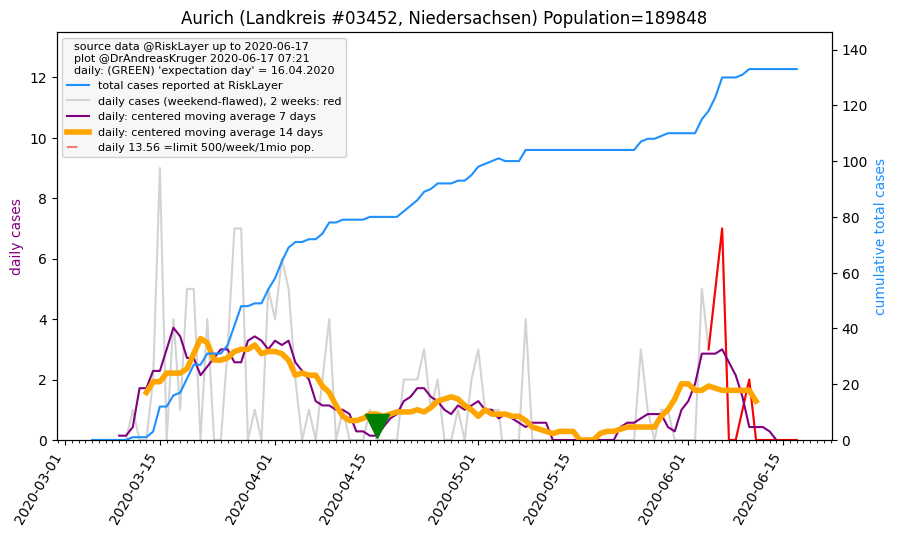 Aurich (Landkreis #03452, Niedersachsen) Population=189848
source data @RiskLayer up to 2020-06-17
plot @DrAndreasKruger 2020-06-17 07:21
daily: (GREEN) 'expectation day' = 16.04.2020
total cases reported at RiskLayer
daily cases (weekend-flawed), 2 weeks: red
daily: centered moving average 7 days
daily: centered moving average 14 days
daily 13.56 =limit 500/week/1mio pop.
daily cases
12
10
8
6
4
2
0
cumulative total cases
140
120
100
80
60
40
20
0
2020-03-01
2020-03-15
2020-04-01
2020-04-15
2020-05-01
2020-05-15
2020-06-01
2020-06-15